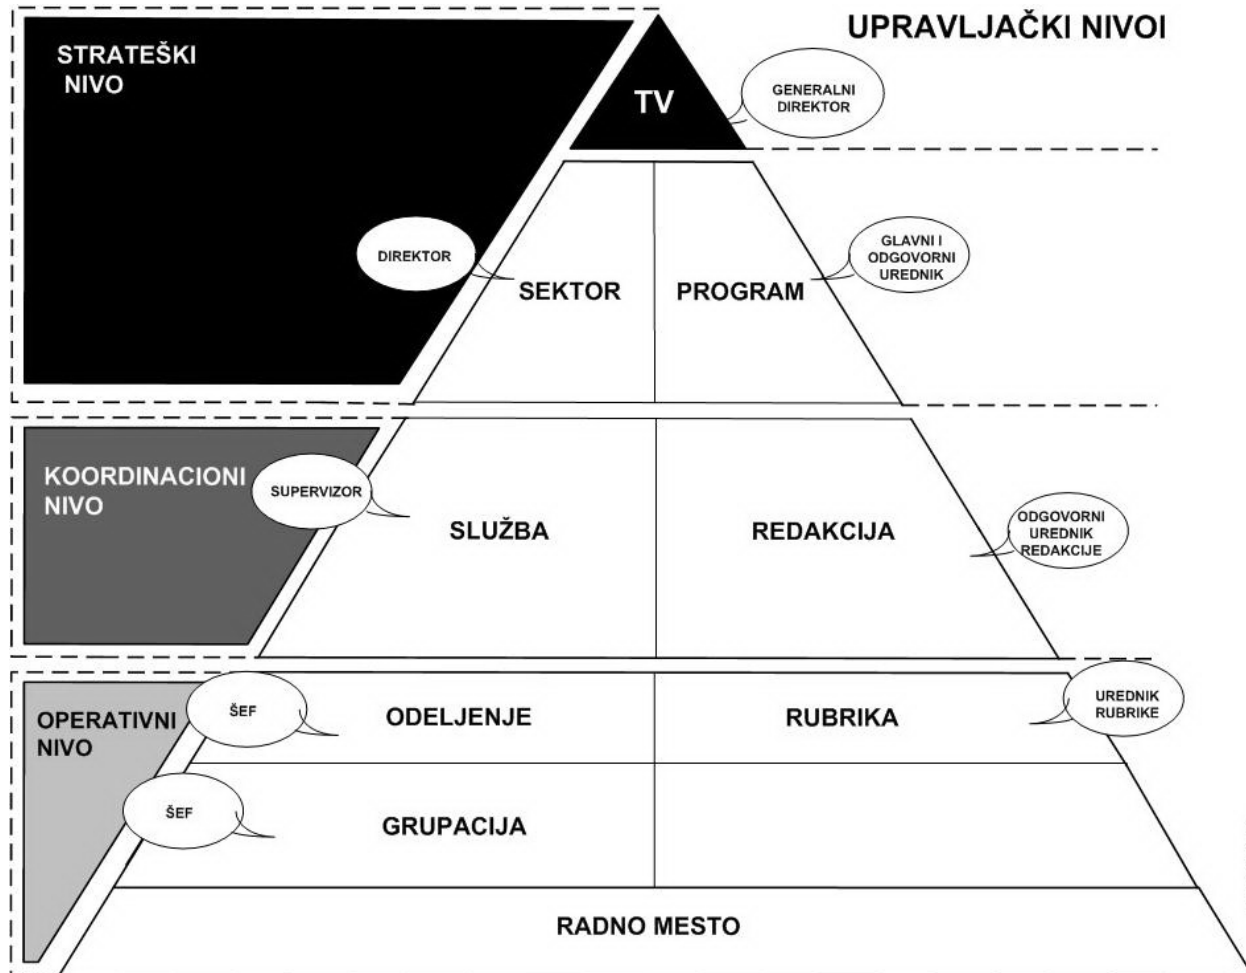 UPRAVLJAČKI NIVOI
STRATEŠKI
NIVO
TV
GENERALNI
DIREKTOR
DIREKTOR
SEKTOR
PROGRAM
GLAVNI I
ODGOVORNI
UREDNIK
KOORDINACIONI
NIVO
SUPERVIZOR
SLUŽBA
REDAKCIJA
ODGOVORNI
UREDNIK
REDAKCIJE
OPERATIVNI
NIVO
ŠEF
ODELJENJE
RUBRIKA
UREDNIK
RUBRIKE
ŠEF
GRUPACIJA
RADNO MESTO